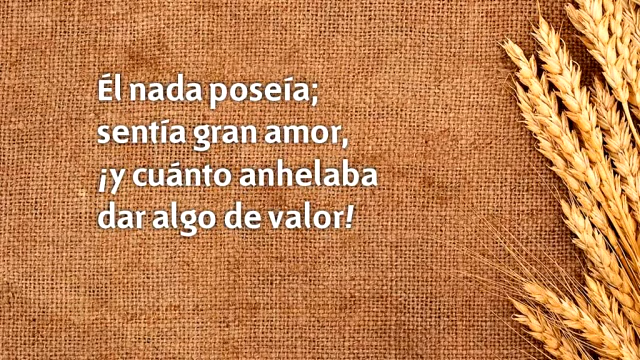 Él nada poseía;
sentía gran amor,
¡y cuánto anhelaba
dar algo de valor!